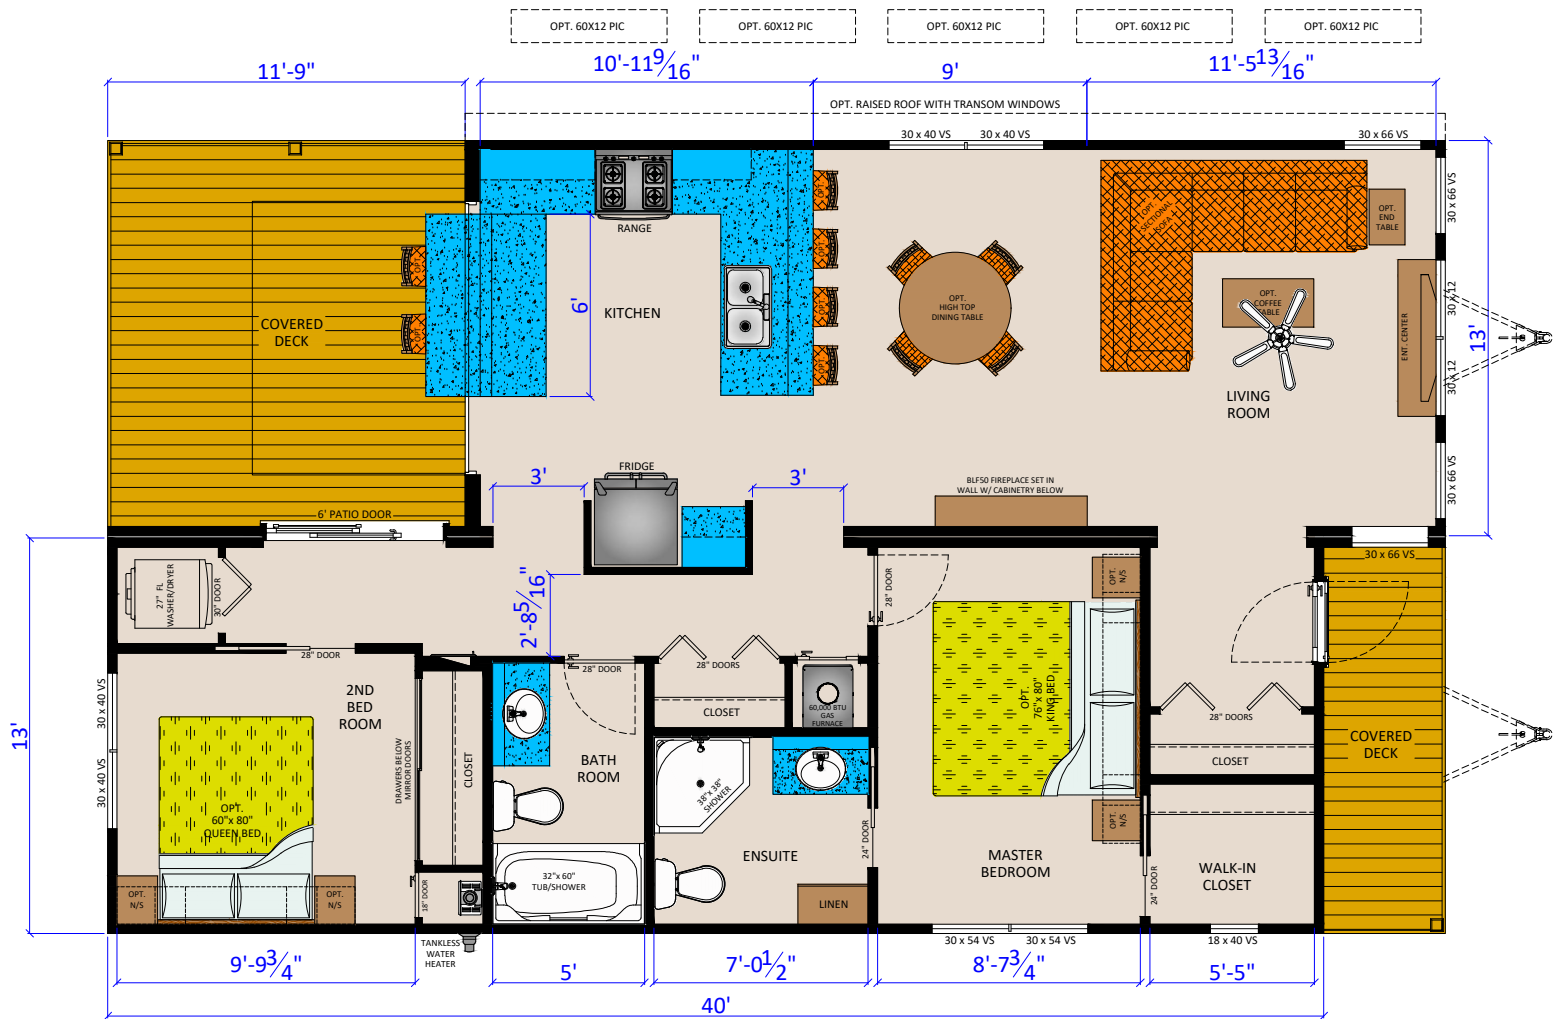 OPT. 60X12 PIC
OPT. 60X12 PIC
OPT. 60X12 PIC
OPT. 60X12 PIC
OPT. 60X12 PIC
11'-9"
10'-11 9/16"
9'
11'-5 13/16"
OPT. RAISED ROOF WITH TRANSOM WINDOWS
30 x 40 VS
30 x 40 VS
30 x 66 VS
RANGE
OPT.
OPT.
OPT.
OPT.
OPT.
OPT.
6'
KITCHEN
COVERED
DECK
OPT.
HIGH TOP
DINING TABLE
OPT.
SECTIONAL
SOFA
OPT.
END
TABLE
30 x 66 VS
OPT.
COFFEE
TABLE
ENT. CENTER
30 x 12
30 x 12
13'
LIVING
ROOM
30 x 66 VS
FRIDGE
3'
3'
BLF50 FIREPLACE SET IN
WALL W/ CABINETRY BELOW
6' PATIO DOOR
30 x 66 VS
27" FL
WASHER/DRYER
30" DOOR
2'-8 5/16"
28" DOOR
OPT.
N/S
28" DOOR
28" DOOR
28" DOORS
2ND
BED
ROOM
30 x 40 VS
30 x 40 VS
13'
DRAWERS BELOW
MIRROR DOORS
CLOSET
BATH
ROOM
CLOSET
60,000 BTU
GAS
FURNACE
OPT.
76"x 80"
KING BED
28" DOORS
CLOSET
COVERED
DECK
OPT.
60"x 80"
QUEEN BED
38"x 38"
SHOWER
OPT.
N/S
24" DOOR
ENSUITE
MASTER
BEDROOM
WALK-IN
CLOSET
24" DOOR
32"x 60"
TUB/SHOWER
OPT.
N/S
OPT.
N/S
18" DOOR
LINEN
TANKLESS
WATER
HEATER
30 x 54 VS
30 x 54 VS
18 x 40 VS
9'-9 3/4"
5'
7'-0 1/2"
8'-7 3/4"
5'-5"
40'